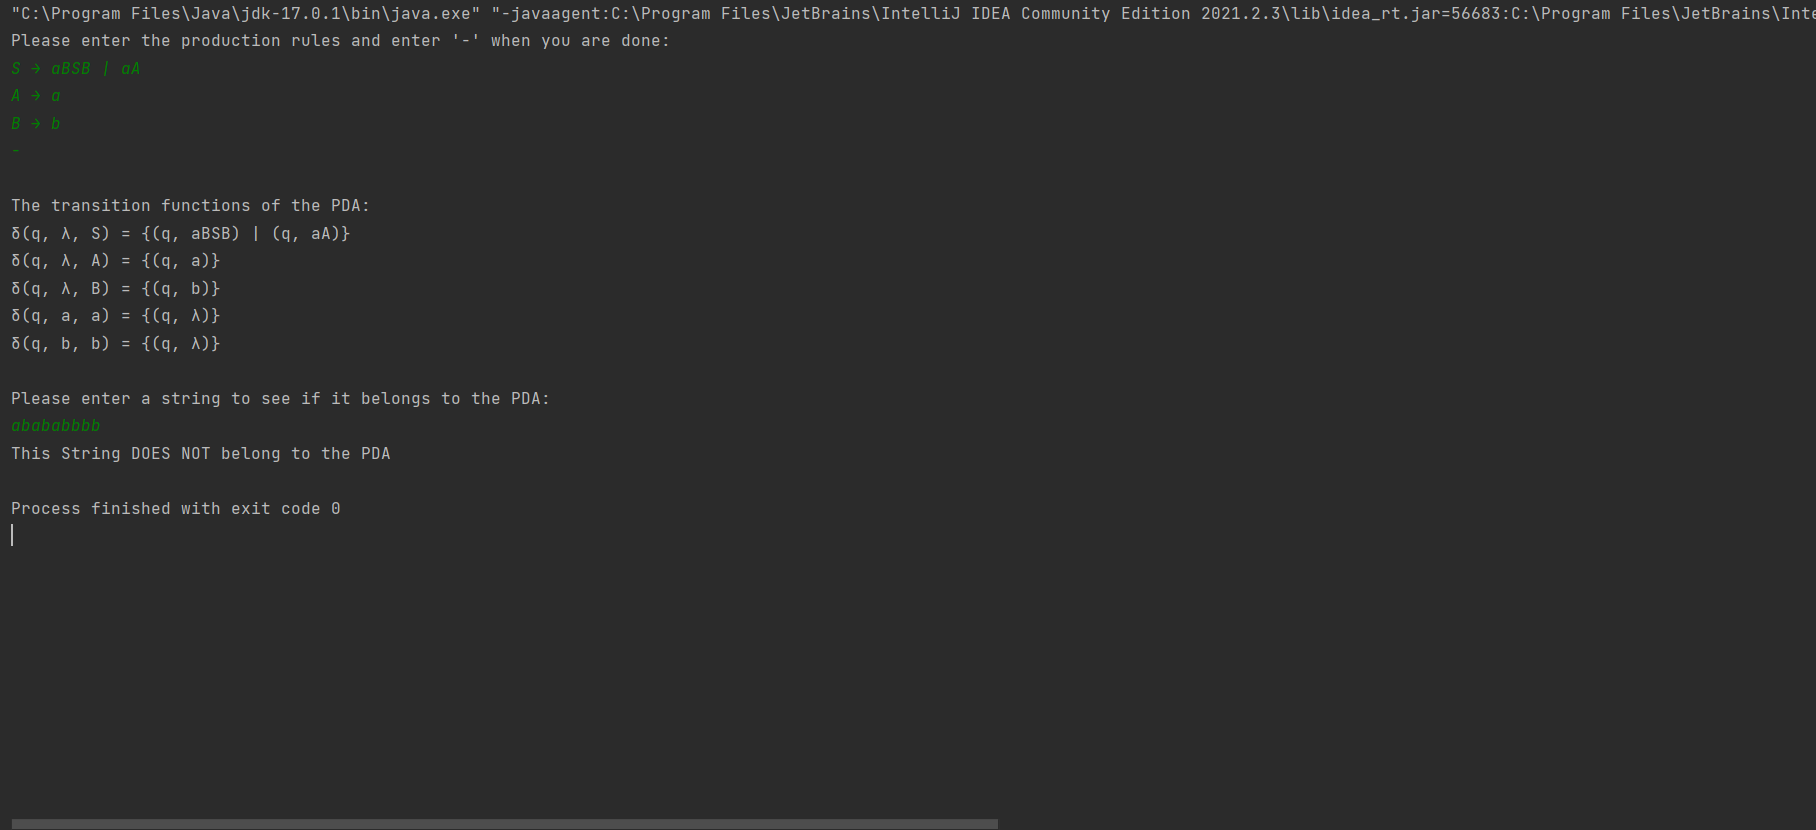 "C:\Program Files\Java\jdk-17.0.1\bin\java.exe" "-javaagent:C:\Program Files\JetBrains\IntelliJ IDEA Community Edition 2021.2.3\lib\idea_rt.jar=56683:C:\Program Files\JetBrains\Inte
Please enter the production rules and enter '-' when you are done:
S → aBSB | aA
A → a
B → b
-
The transition functions of the PDA:
δ(q, λ, S) = {(q, aBSB) | (q, aA)}
δ(q, λ, A) = {(q, a)}
δ(q, λ, B) = {(q, b)}
δ(q, a, a) = {(q, λ)}
δ(q, b, b) = {(q, λ)}
Please enter a string to see if it belongs to the PDA:
abababbbb
This String DOES NOT belong to the PDA
Process finished with exit code 0